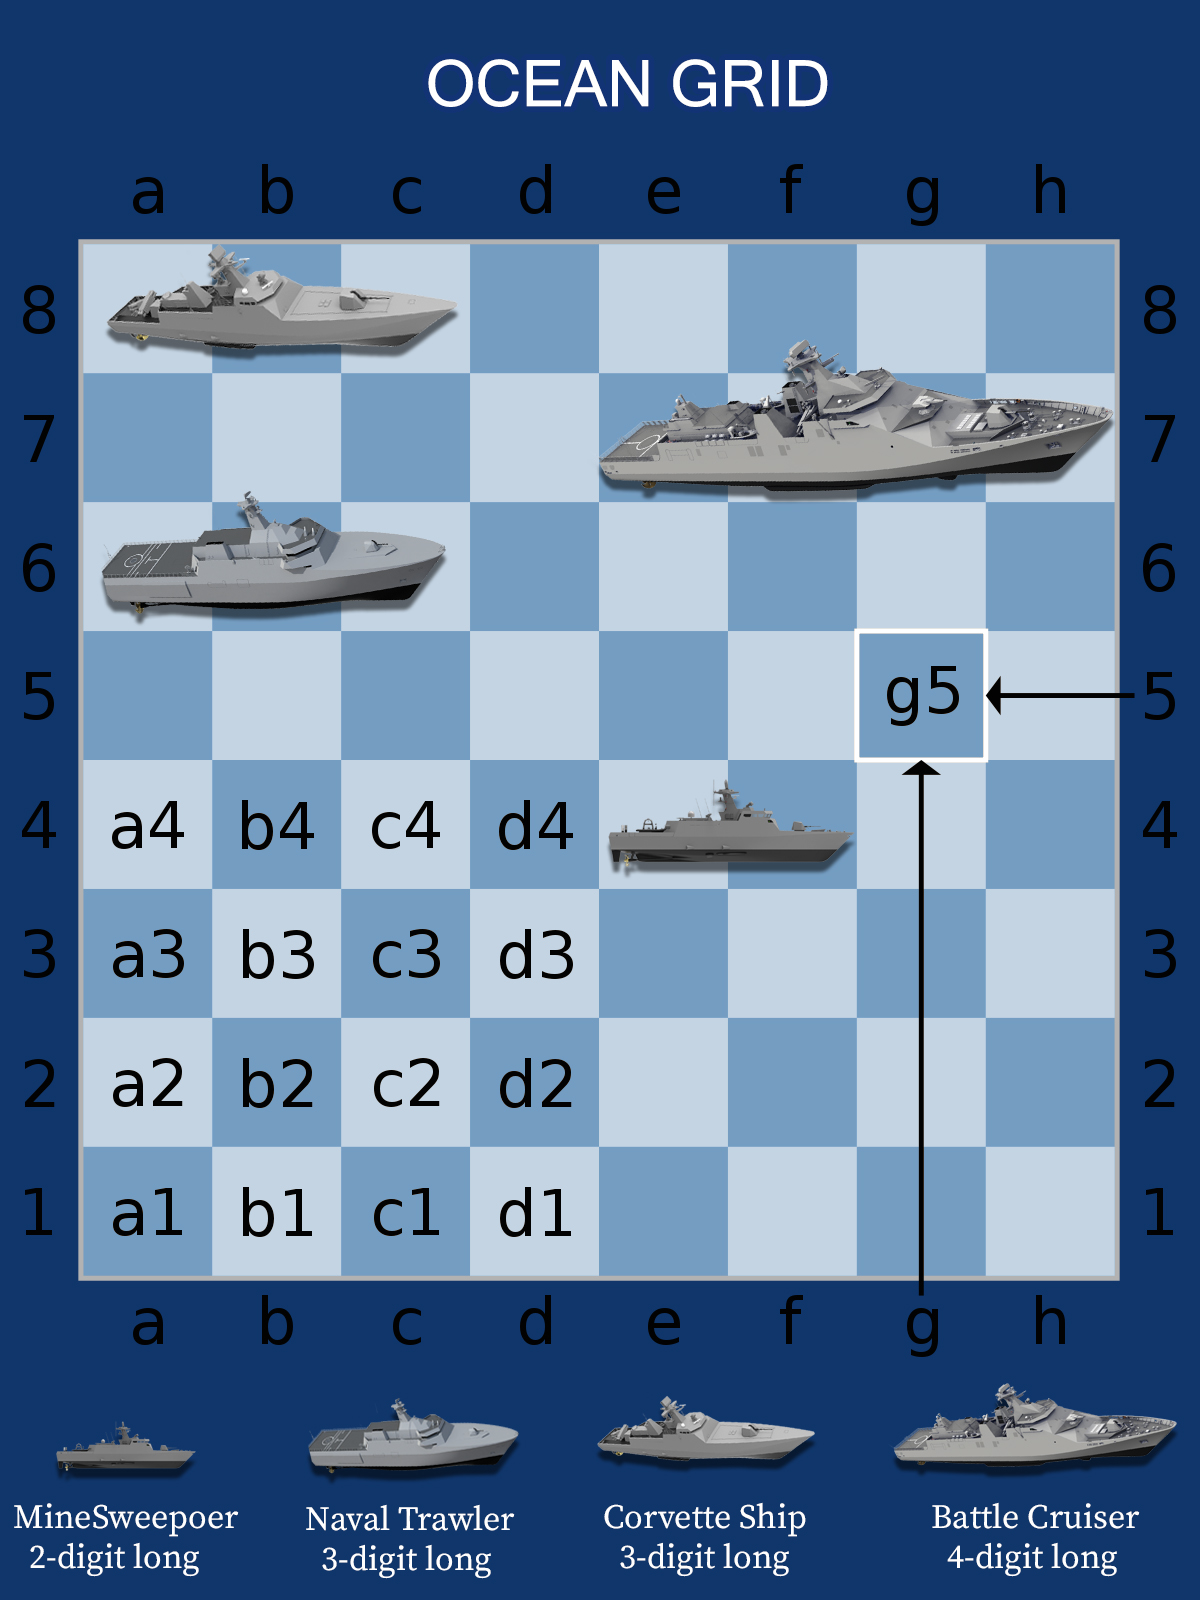 OCEAN GRID
a b c d e f g h
8 8
7 7
6 6
5 g5 5
4 a4 b4 c4 d4 4
3 a3 b3 c3 d3 3
2 a2 b2 c2 d2 2
1 a1 b1 c1 d1 1
a b c d e f g h
MineSweepoer
2-digit long
Naval Trawler
3-digit long
Corvette Ship
3-digit long
Battle Cruiser
4-digit long